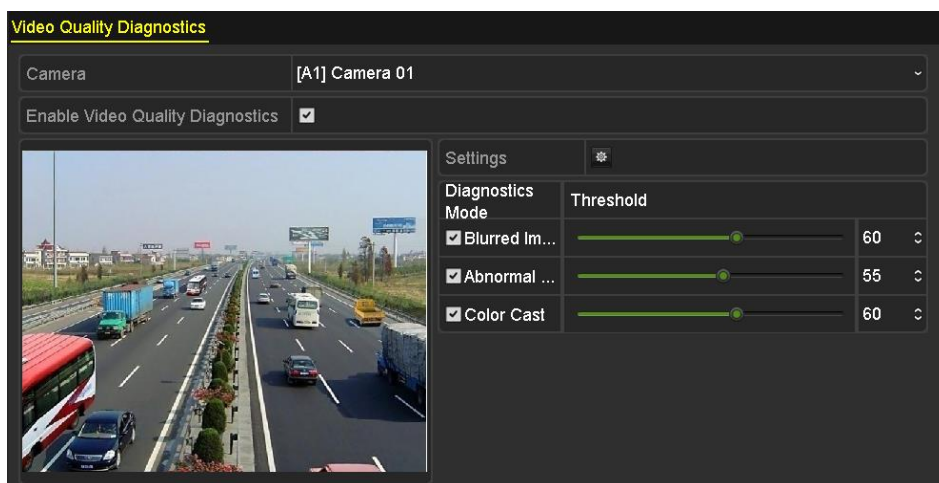 Video Quality Diagnostics
Camera
[A1] Camera 01
Enable Video Quality Diagnostics
Settings
Diagnostics
Mode
Threshold
Blurred Im...
60
Abnormal ...
55
Color Cast
60